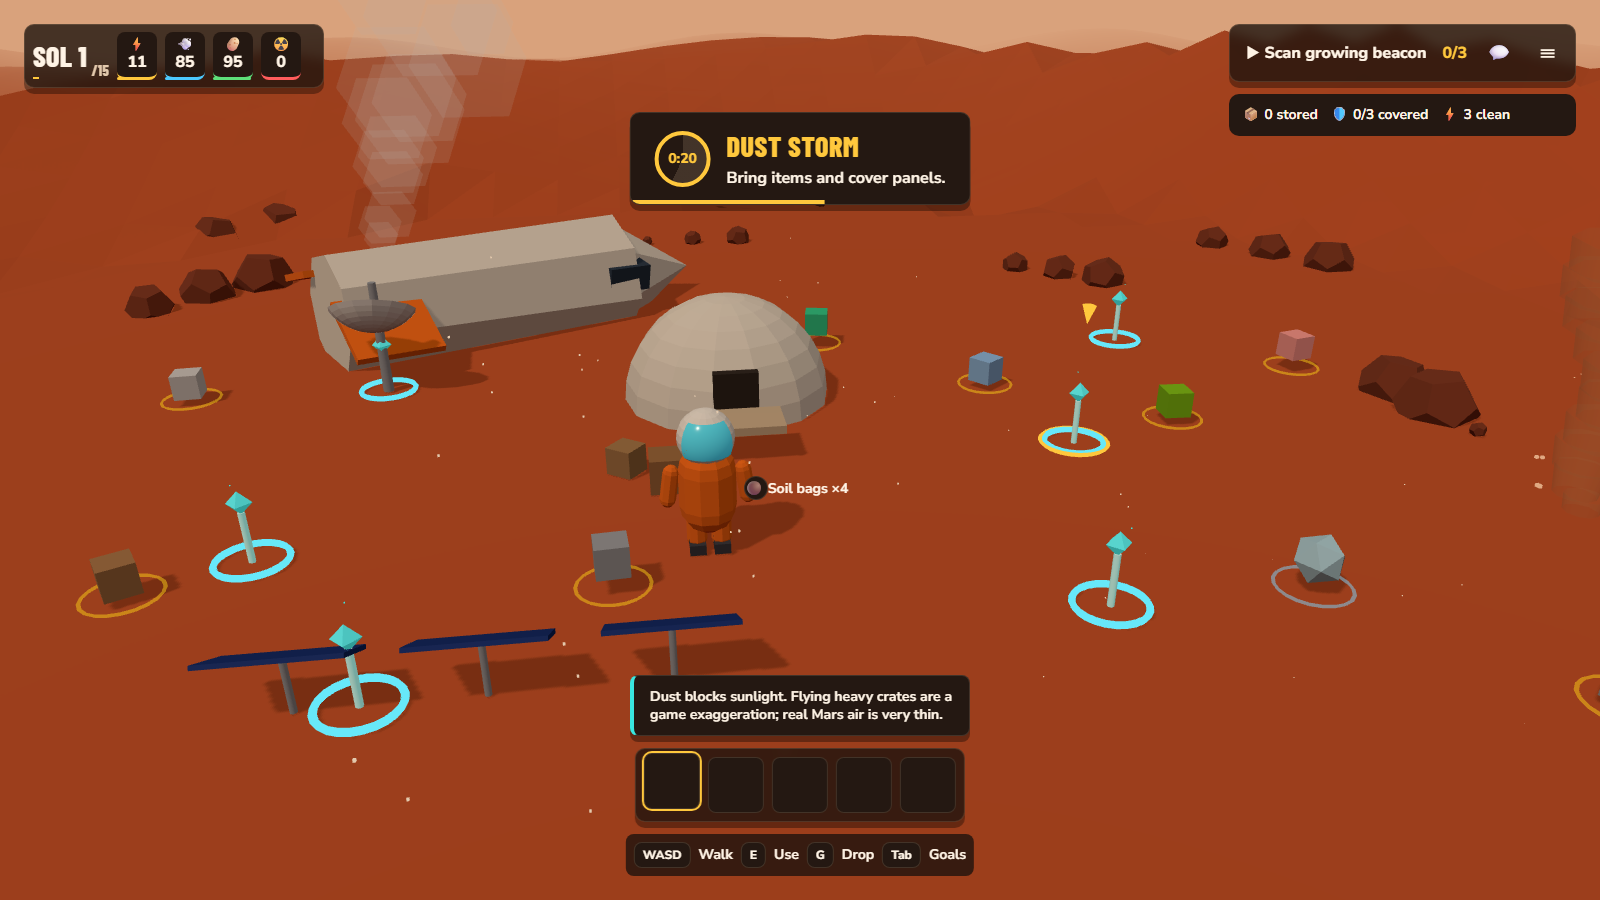 SOL 1 /15
11 85 95 0
Scan growing beacon 0/3
0 stored 0/3 covered 3 clean
0:20
DUST STORM
Bring items and cover panels.
Soil bags ×4
Dust blocks sunlight. Flying heavy crates are a
game exaggeration; real Mars air is very thin.
WASD Walk E Use G Drop Tab Goals